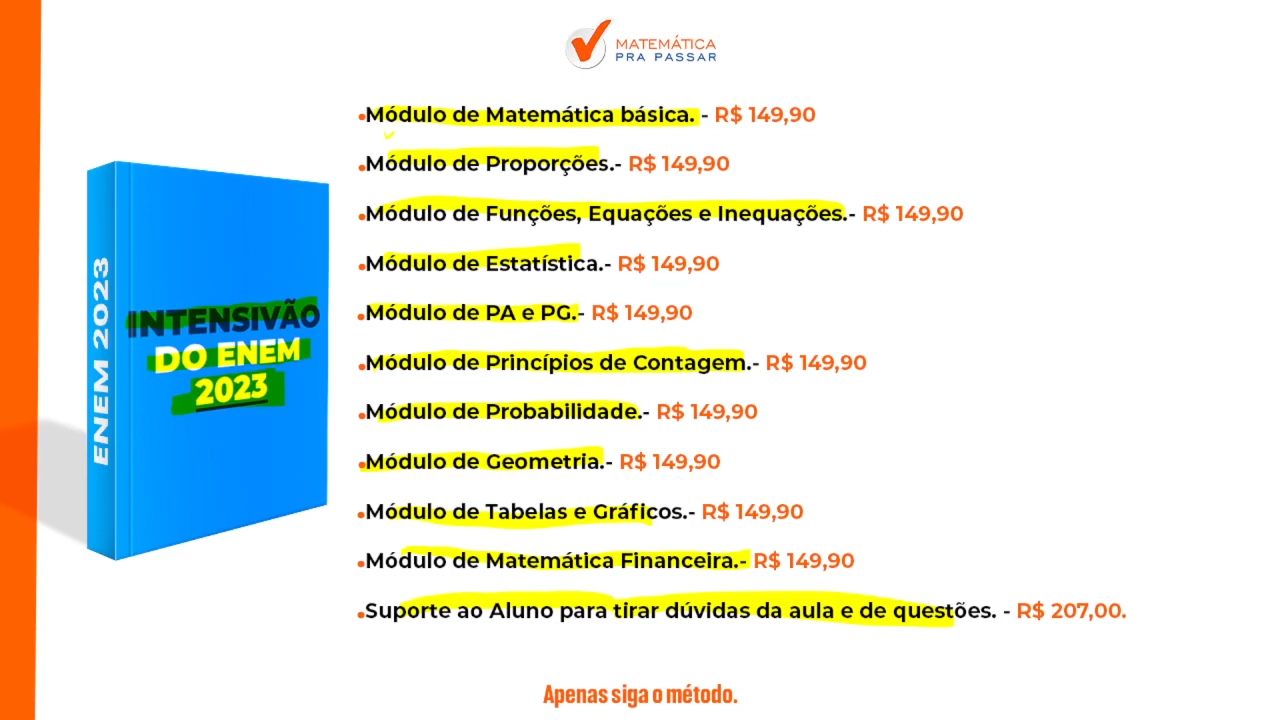 MATEMÁTICA
PRA PASSAR
•Módulo de Matemática básica. - R$ 149,90
•Módulo de Proporções.- R$ 149,90
•Módulo de Funções, Equações e Inequações.- R$ 149,90
•Módulo de Estatística.- R$ 149,90
•Módulo de PA e PG.- R$ 149,90
•Módulo de Princípios de Contagem.- R$ 149,90
•Módulo de Probabilidade.- R$ 149,90
•Módulo de Geometria.- R$ 149,90
•Módulo de Tabelas e Gráficos.- R$ 149,90
•Módulo de Matemática Financeira.- R$ 149,90
•Suporte ao Aluno para tirar dúvidas da aula e de questões. - R$ 207,00.
ENEM 2023
INTENSIVÃO
DO ENEM
2023
Apenas siga o método.